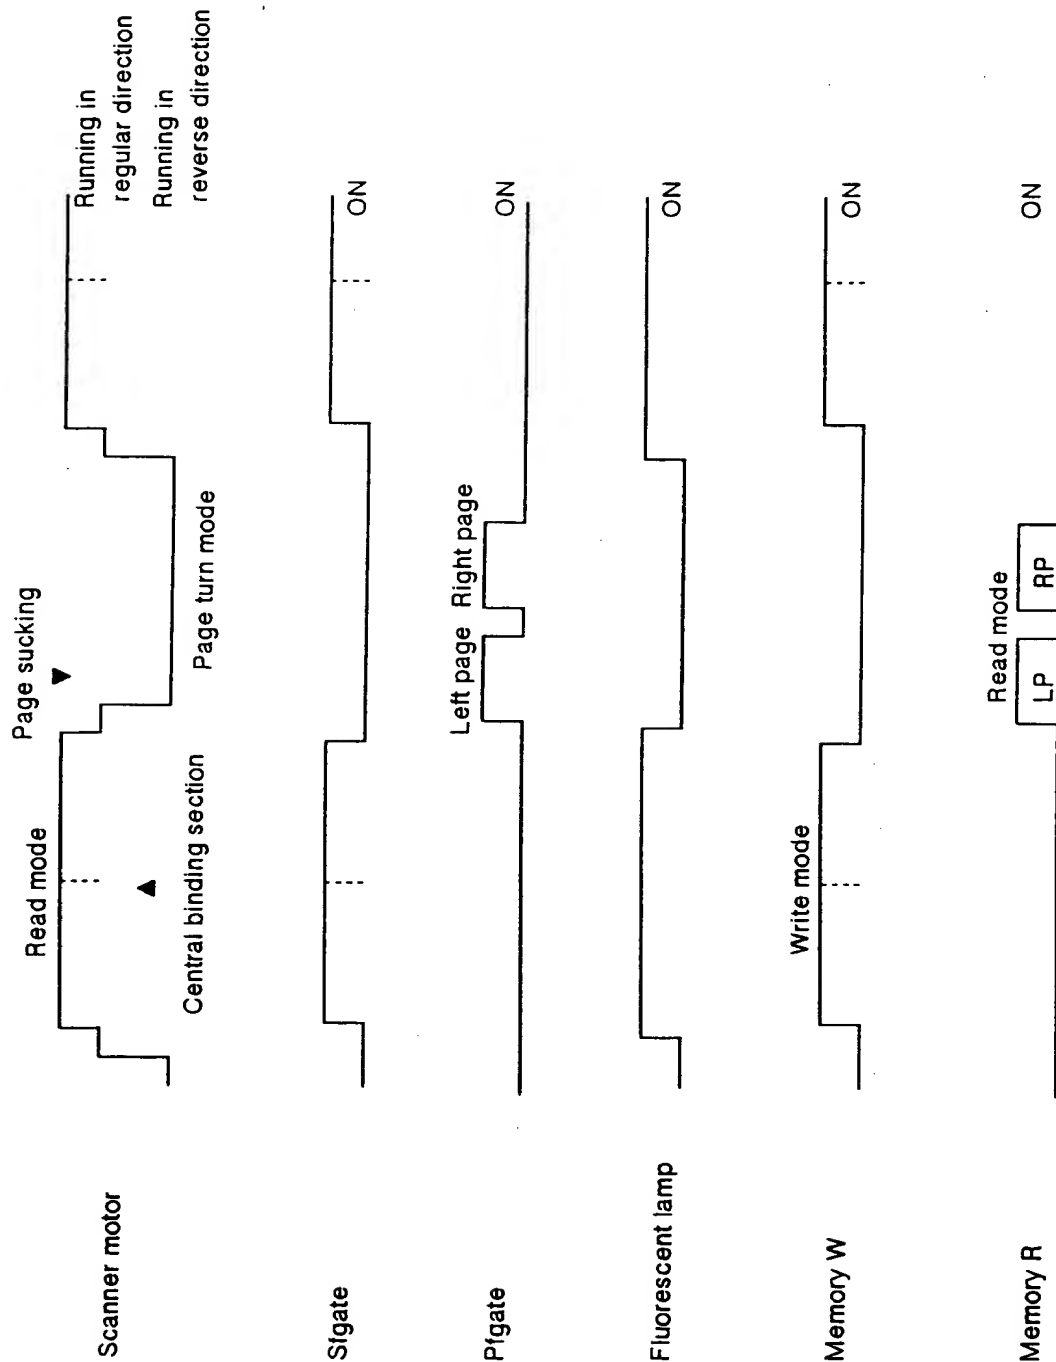 Scanner motor
Page sucking
Read mode
Central binding section
Page turn mode
Running in
regular direction
Running in
reverse direction
Sfgate
ON
Pfgate
Left page
Right page
ON
Fluorescent lamp
ON
Memory W
Write mode
ON
Memory R
Read mode
LP
RP
ON